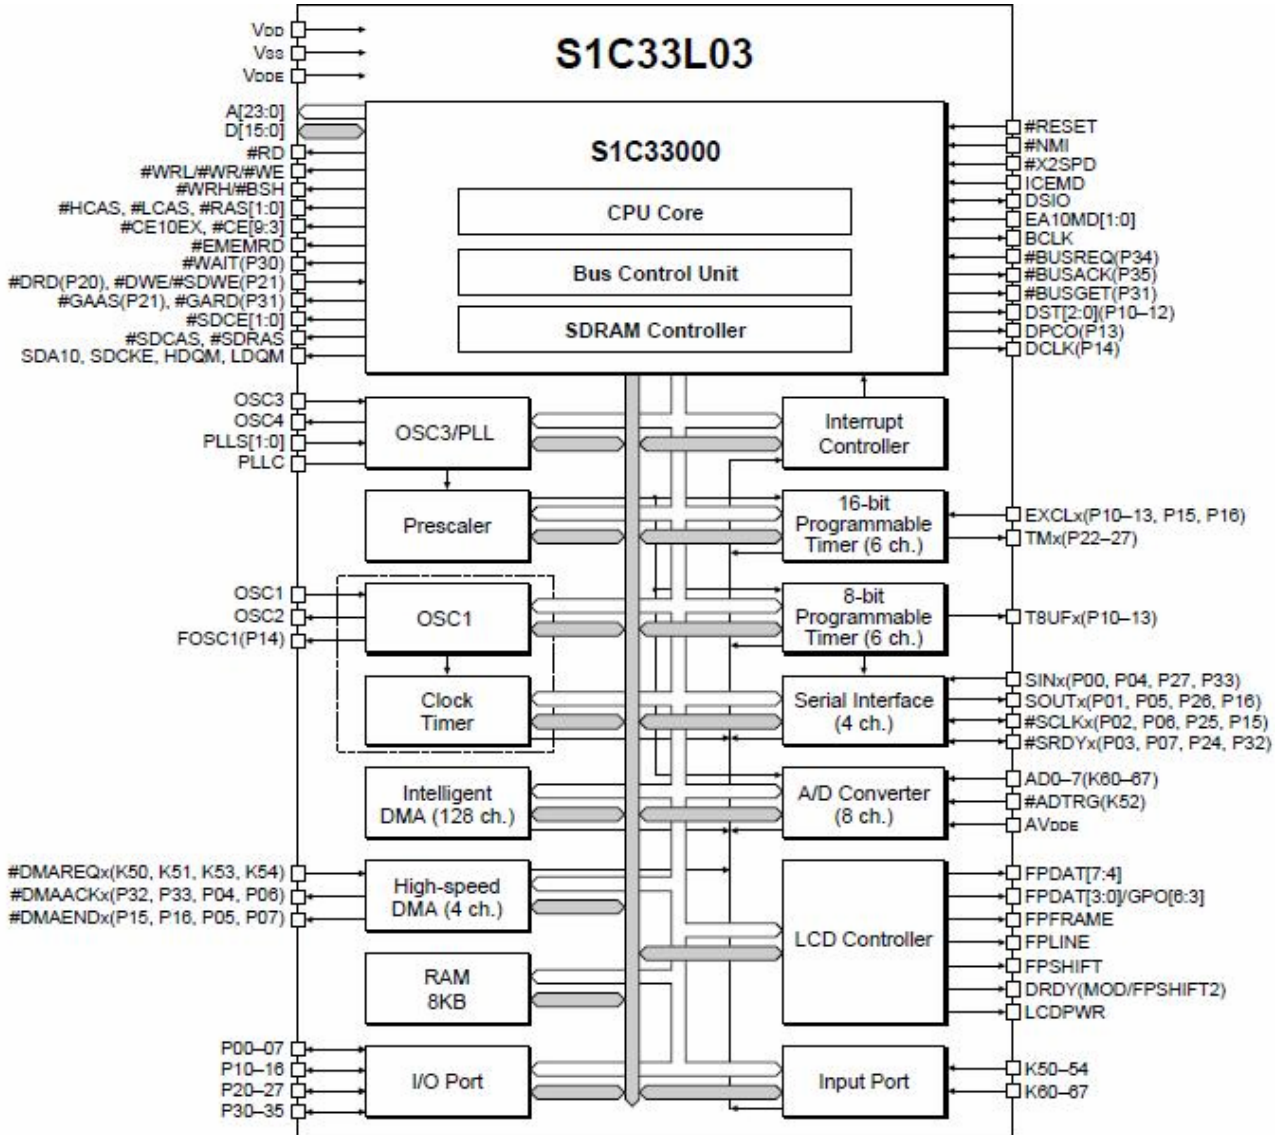 S1C33L03
VDD
VSS
VDDE
A[23:0]
D[15:0]
#RD
#WRL/#WR/#WE
#WRH/#BSH
#HCAS, #LCAS, #RAS[1:0]
#CE10EX, #CE[9:3]
#EMEMRD
#WAIT(P30)
#DRD(P20), #DWE/#SDWE(P21)
#GAAS(P21), #GARD(P31)
#SDCE[1:0]
#SDCAS, #SDRAS
SDA10, SDCKE, HDQM, LDQM
S1C33000
CPU Core
Bus Control Unit
SDRAM Controller
#RESET
#NMI
#X2SPD
ICEMD
DSIO
EA10MD[1:0]
BCLK
#BUSREQ(P34)
#BUSACK(P35)
#BUSGET(P31)
DST[2:0](P10–12)
DPCO(P13)
DCLK(P14)
OSC3
OSC4
PLLS[1:0]
PLLC
OSC3/PLL
Interrupt
Controller
Prescaler
16-bit
Programmable
Timer (6 ch.)
EXCLx(P10–13, P15, P16)
TMx(P22–27)
OSC1
OSC2
FOSC1(P14)
OSC1
8-bit
Programmable
Timer (6 ch.)
T8UFx(P10–13)
Clock
Timer
Serial Interface
(4 ch.)
SINx(P00, P04, P27, P33)
SOUTx(P01, P05, P26, P16)
#SCLKx(P02, P06, P25, P15)
#SRDYx(P03, P07, P24, P32)
Intelligent
DMA (128 ch.)
A/D Converter
(8 ch.)
AD0–7(K60–67)
#ADTRG(K52)
AVDDE
#DMAREQx(K50, K51, K53, K54)
#DMAACKx(P32, P33, P04, P06)
#DMAENDx(P15, P16, P05, P07)
High-speed
DMA (4 ch.)
LCD Controller
FPDAT[7:4]
FPDAT[3:0]/GPO[6:3]
FPFRAME
FPLINE
FPSHIFT
DRDY(MOD/FPSHIFT2)
LCDPWR
RAM
8KB
P00–07
P10–16
P20–27
P30–35
I/O Port
Input Port
K50–54
K60–67